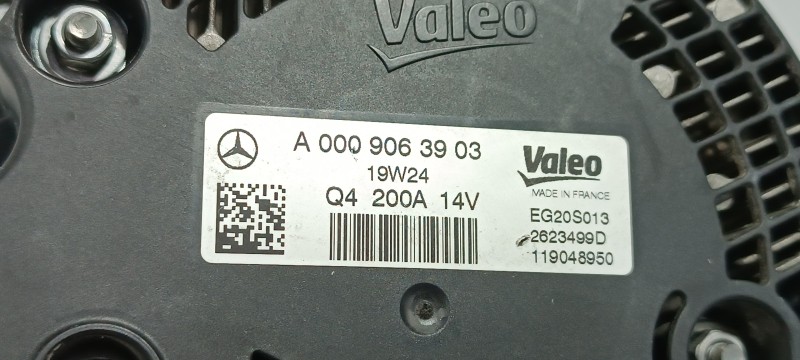 Valeo
A 000 906 39 03
19W24
Q4 200A 14V
Valeo
MADE IN FRANCE
EG20S013
2623499D
119048950